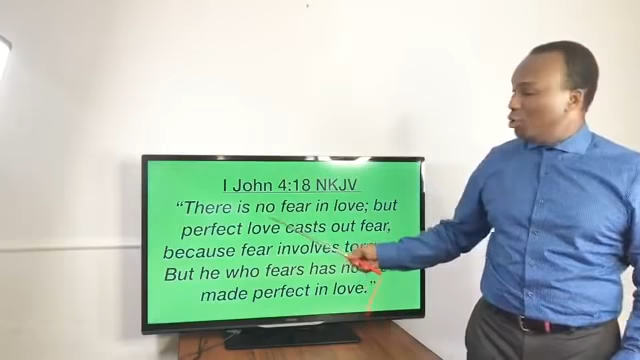 I John 4:18 NKJV
“There is no fear in love; but
perfect love casts out fear,
because fear involves
But he who fears has
made perfect in love.”